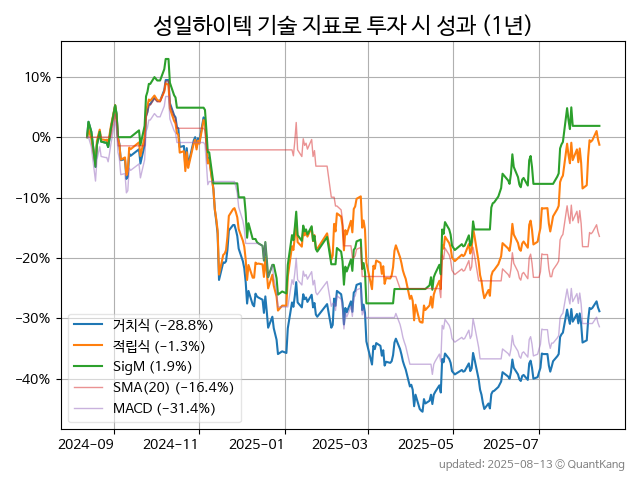 성일하이텍 기술 지표로 투자 시 성과 (1년)
10%
0%
−10%
−20%
−30%
−40%
거치식 (−28.8%)
적립식 (−1.3%)
SigM (1.9%)
SMA(20) (−16.4%)
MACD (−31.4%)
2024-09
2024-11
2025-01
2025-03
2025-05
2025-07
updated: 2025-08-13 © QuantKang